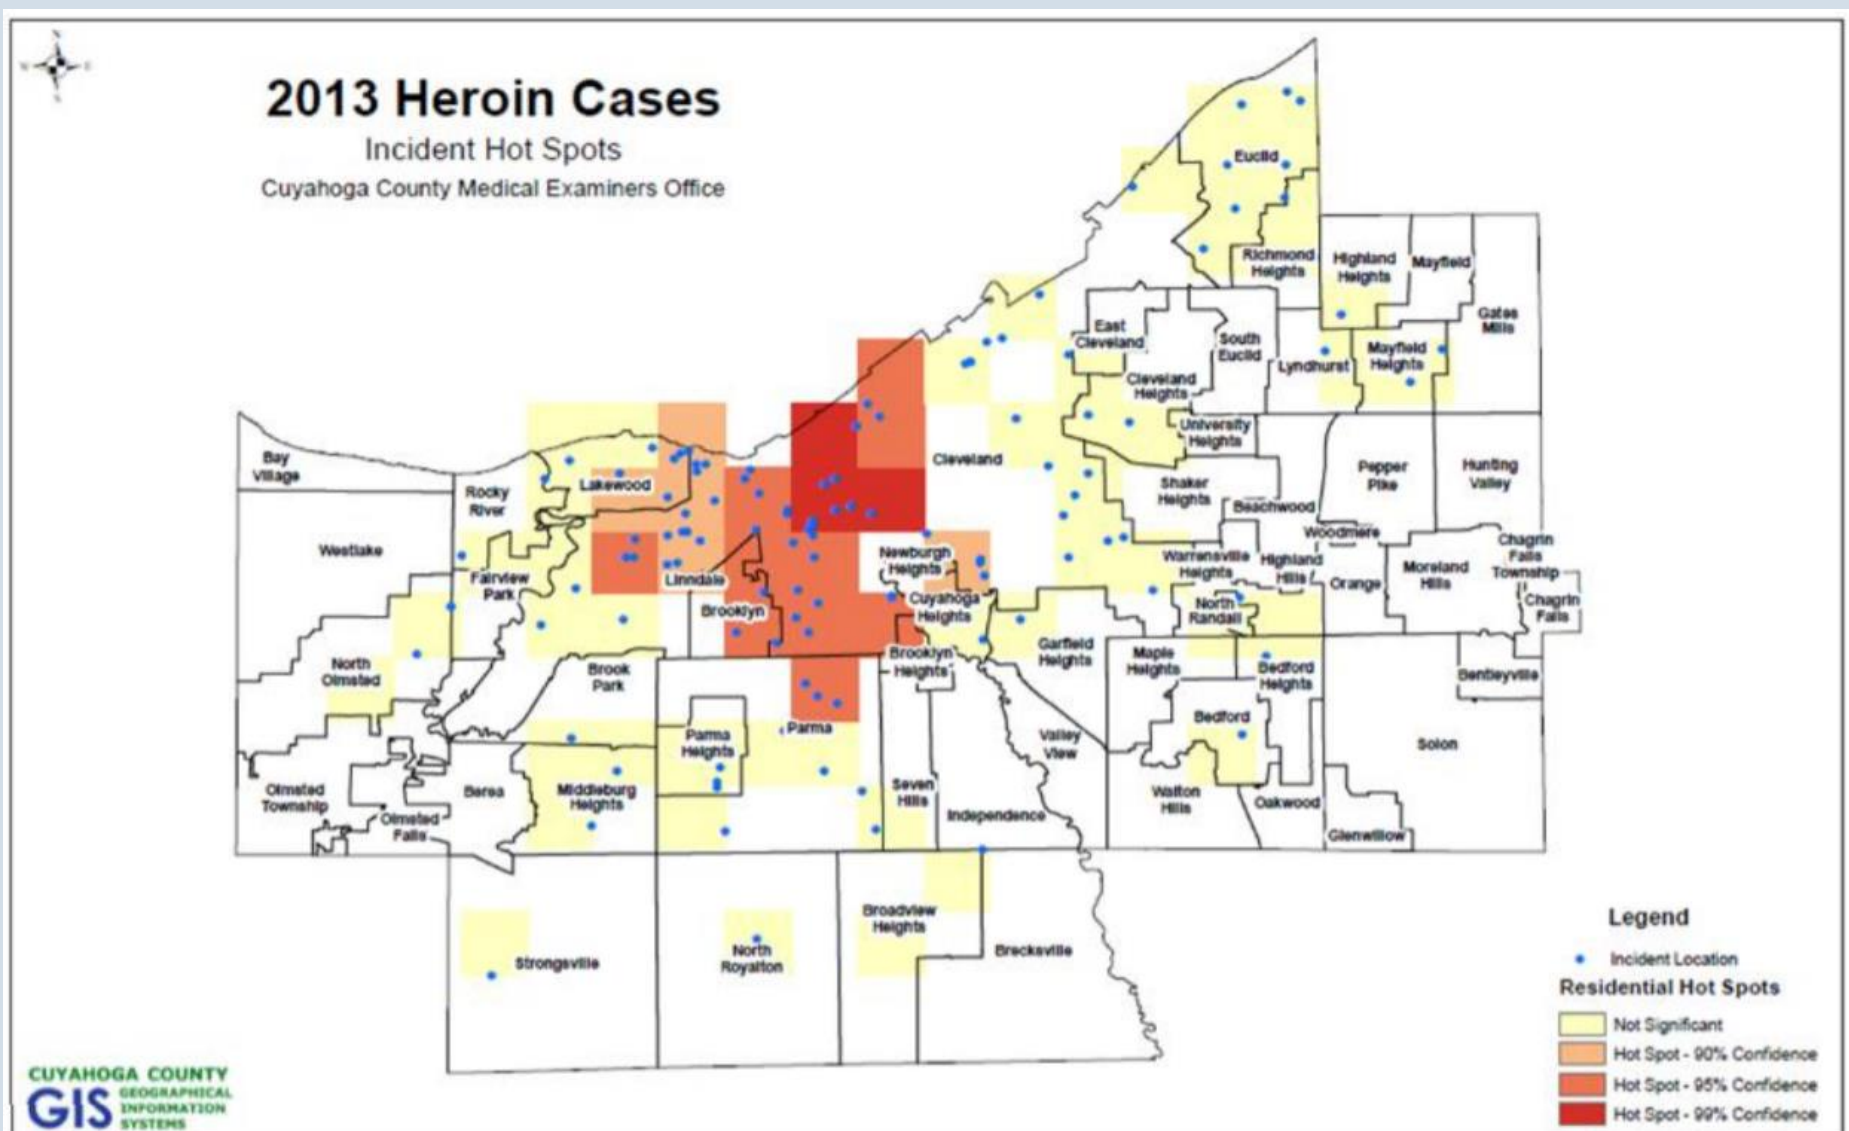 N
W E
S
2013 Heroin Cases
Incident Hot Spots
Cuyahoga County Medical Examiners Office
Euclid
Richmond
Heights
Highland
Heights
Mayfield
Gates
Mills
East
Cleveland
South
Euclid
Lyndhurst
Mayfield
Heights
Cleveland
Heights
University
Heights
Bay
Village
Rocky
River
Lakewood
Cleveland
Shaker
Heights
Beachwood
Pepper
Pike
Hunting
Valley
Westlake
Fairview
Park
Linndale
Brooklyn
Newburgh
Heights
Cuyahoga
Heights
Warrensville
Heights
Highland
Hills
Woodmere
Orange
Moreland
Hills
Chagrin
Falls
Township
Chagrin
Falls
North
Randall
North
Olmsted
Brook
Park
Brooklyn
Heights
Garfield
Heights
Maple
Heights
Bedford
Heights
Bentleyville
Parma
Heights
Parma
Valley
View
Bedford
Solon
Olmsted
Township
Olmsted
Falls
Berea
Middleburg
Heights
Seven
Hills
Independence
Walton
Hills
Oakwood
Glenwillow
Strongsville
North
Royalton
Broadview
Heights
Brecksville
Legend
Incident Location
Residential Hot Spots
Not Significant
Hot Spot - 90% Confidence
Hot Spot - 95% Confidence
Hot Spot - 99% Confidence
CUYAHOGA COUNTY
GIS GEOGRAPHICAL
INFORMATION
SYSTEMS